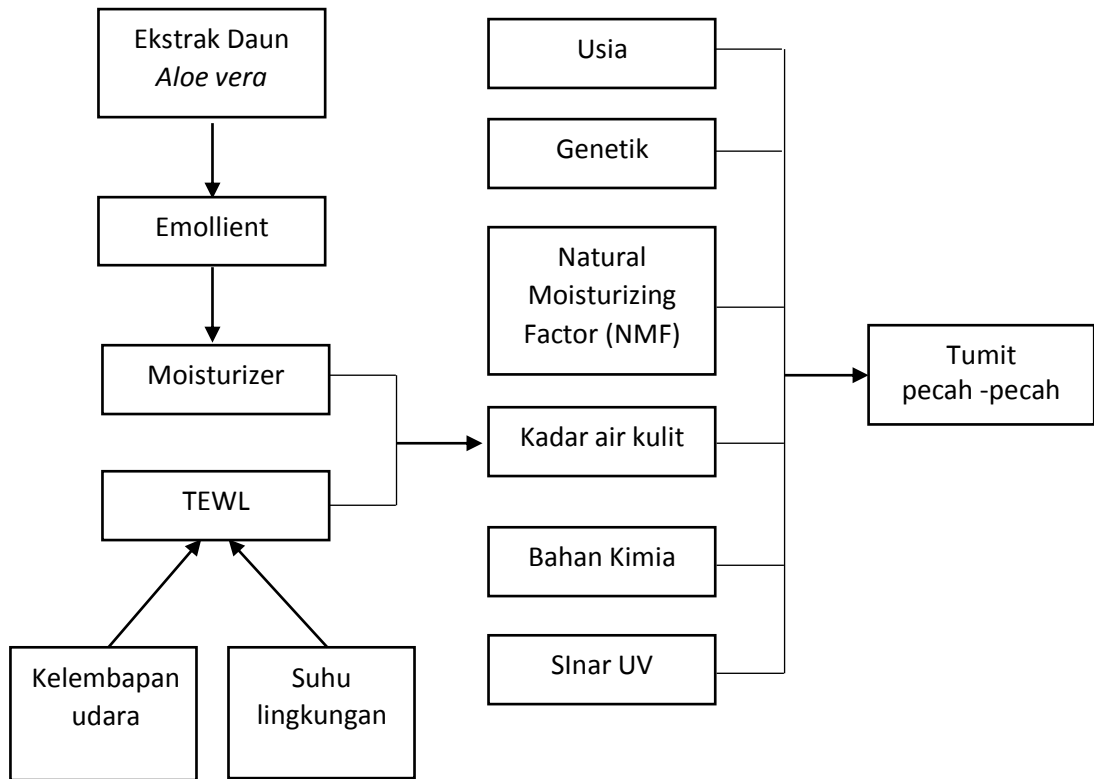 Ekstrak Daun
Aloe vera
Emollient
Moisturizer
TEWL
Kelembapan
udara
Suhu
lingkungan
Usia
Genetik
Natural
Moisturizing
Factor (NMF)
Kadar air kulit
Bahan Kimia
SInar UV
Tumit
pecah -pecah